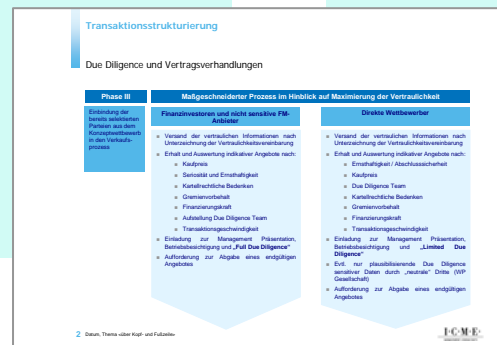 Transaktionsstrukturierung
Due Diligence und Vertragsverhandlungen
Phase III
Maßgeschneiderter Prozess im Hinblick auf Maximierung der Vertraulichkeit
Einbindung der
bereits selektierten
Parteien aus dem
Konzeptwettbewerb
in den Verkaufs-
prozess
Finanzinvestoren und nicht sensitive FM-
Anbieter
Versand der vertraulichen Informationen nach
Unterzeichnung der Vertraulichkeitsvereinbarung
Erhalt und Auswertung indikativer Angebote nach:
Kaufpreis
Seriosität und Ernsthaftigkeit
Kartellrechtliche Bedenken
Gremienvorbehalt
Finanzierungskraft
Aufstellung Due Diligence Team
Transaktionsgeschwindigkeit
Einladung zur Management Präsentation,
Betriebsbesichtigung und „Full Due Diligence"
Aufforderung zur Abgabe eines endgültigen
Angebotes
Direkte Wettbewerber
Versand der vertraulichen Informationen nach
Unterzeichnung der Vertraulichkeitsvereinbarung
Erhalt und Auswertung indikativer Angebote nach:
Ernsthaftigkeit / Abschlusssicherheit
Kaufpreis
Due Diligence Team
Kartellrechtliche Bedenken
Gremienvorbehalt
Finanzierungskraft
Transaktionsgeschwindigkeit
Einladung zur Management Präsentation,
Betriebsbesichtigung und „Limited Due
Diligence"
Evtl. nur plausibilisierende Due Diligence
sensitiver Daten durch „neutrale" Dritte (WP
Gesellschaft)
Aufforderung zur Abgabe eines endgültigen
Angebotes
2 Datum, Thema «über Kopf- und Fußzeile»
I·C·M·E·